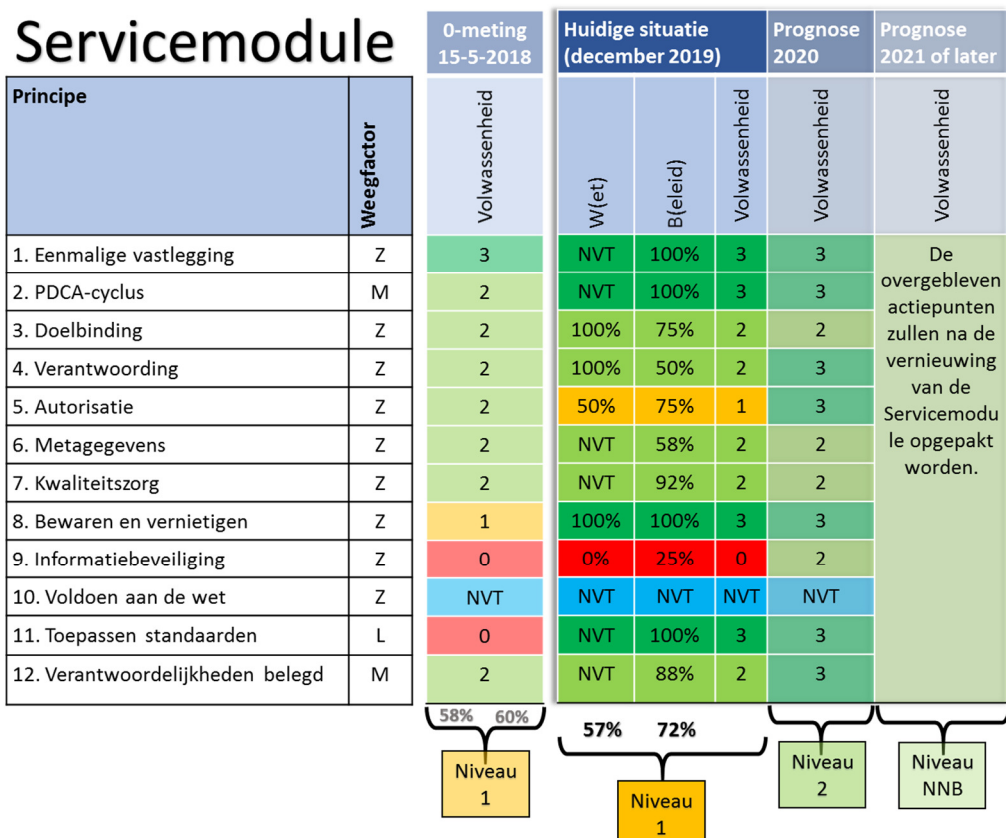 Servicemodule
0-meting
15-5-2018
Huidige situatie
(december 2019)
Prognose
2020
Prognose
2021 of later
Principe
Weegfactor
Volwassenheid
W(et)
B(eleid)
Volwassenheid
Volwassenheid
Volwassenheid
1. Eenmalige vastlegging Z 3 NVT 100% 3 3
2. PDCA-cyclus M 2 NVT 100% 3 3
3. Doelbinding Z 2 100% 75% 2 2
4. Verantwoording Z 2 100% 50% 2 3
5. Autorisatie Z 2 50% 75% 1 3
6. Metagegevens Z 2 NVT 58% 2 2
7. Kwaliteitszorg Z 2 NVT 92% 2 2
8. Bewaren en vernietigen Z 1 100% 100% 3 3
9. Informatiebeveiliging Z 0 0% 25% 0 2
10. Voldoen aan de wet Z NVT NVT NVT NVT NVT
11. Toepassen standaarden L 0 NVT 100% 3 3
12. Verantwoordelijkheden belegd M 2 NVT 88% 2 3
De
overgebleven
actiepunten
zullen na de
vernieuwing
van de
Servicemodu
le opgepakt
worden.
58% 60%
57% 72%
Niveau
1
Niveau
1
Niveau
2
Niveau
NNB